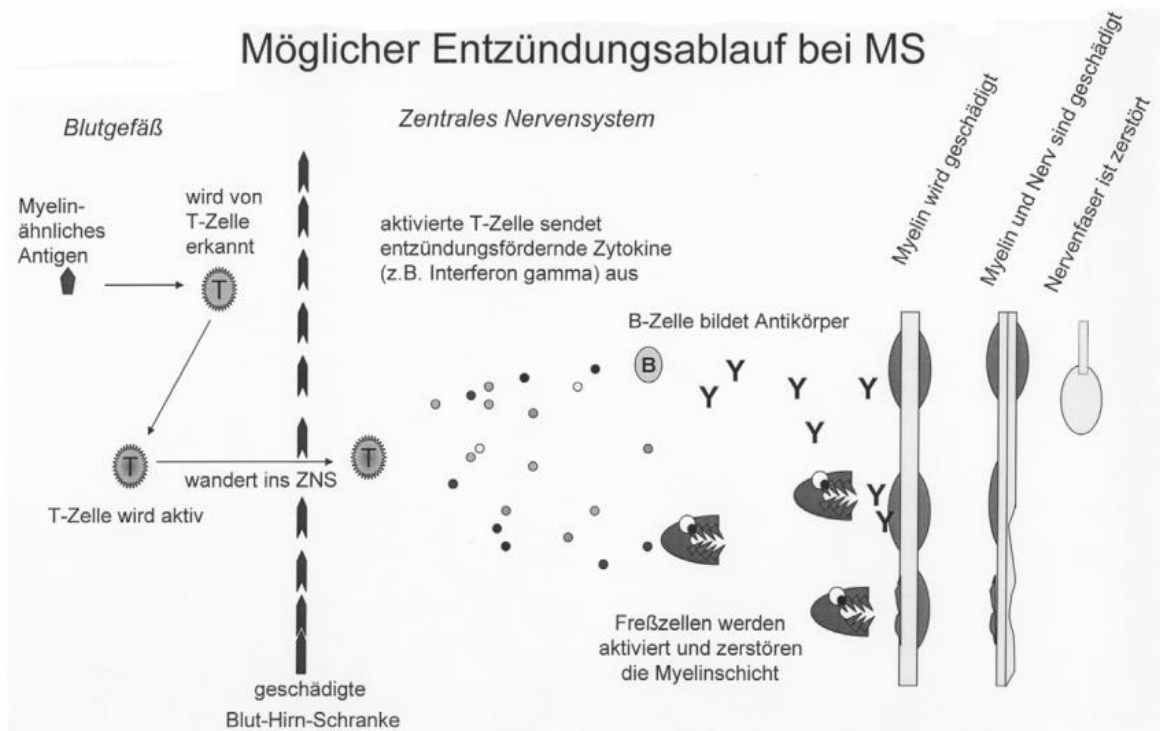 Möglicher Entzündungsablauf bei MS
Blutgefäß
Zentrales Nervensystem
Myelin-
ähnliches
Antigen
wird von
T-Zelle
erkannt
T
T
T-Zelle wird aktiv
wandert ins ZNS
T
geschädigte
Blut-Hirn-Schranke
aktivierte T-Zelle sendet
entzündungsfördernde Zytokine
(z.B. Interferon gamma) aus
B-Zelle bildet Antikörper
B
Y
Y
Y
Y
Y
Y
Y
Freßzellen werden
aktiviert und zerstören
die Myelinschicht
Myelin wird geschädigt
Myelin und Nerv sind geschädigt
Nervenfaser ist zerstört